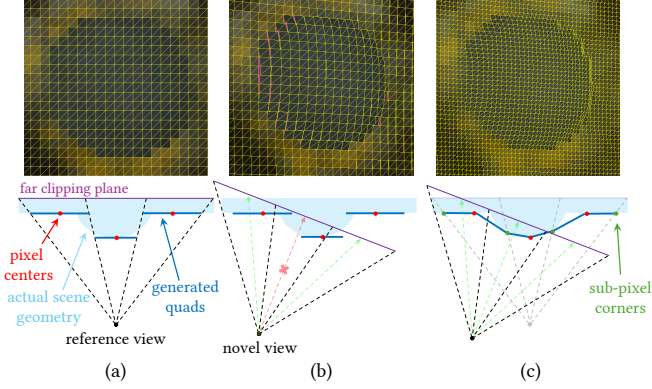 far clipping plane
pixel
centers
actual scene
geometry
generated
quads
sub-pixel
corners
reference view
novel view
(a)
(b)
(c)